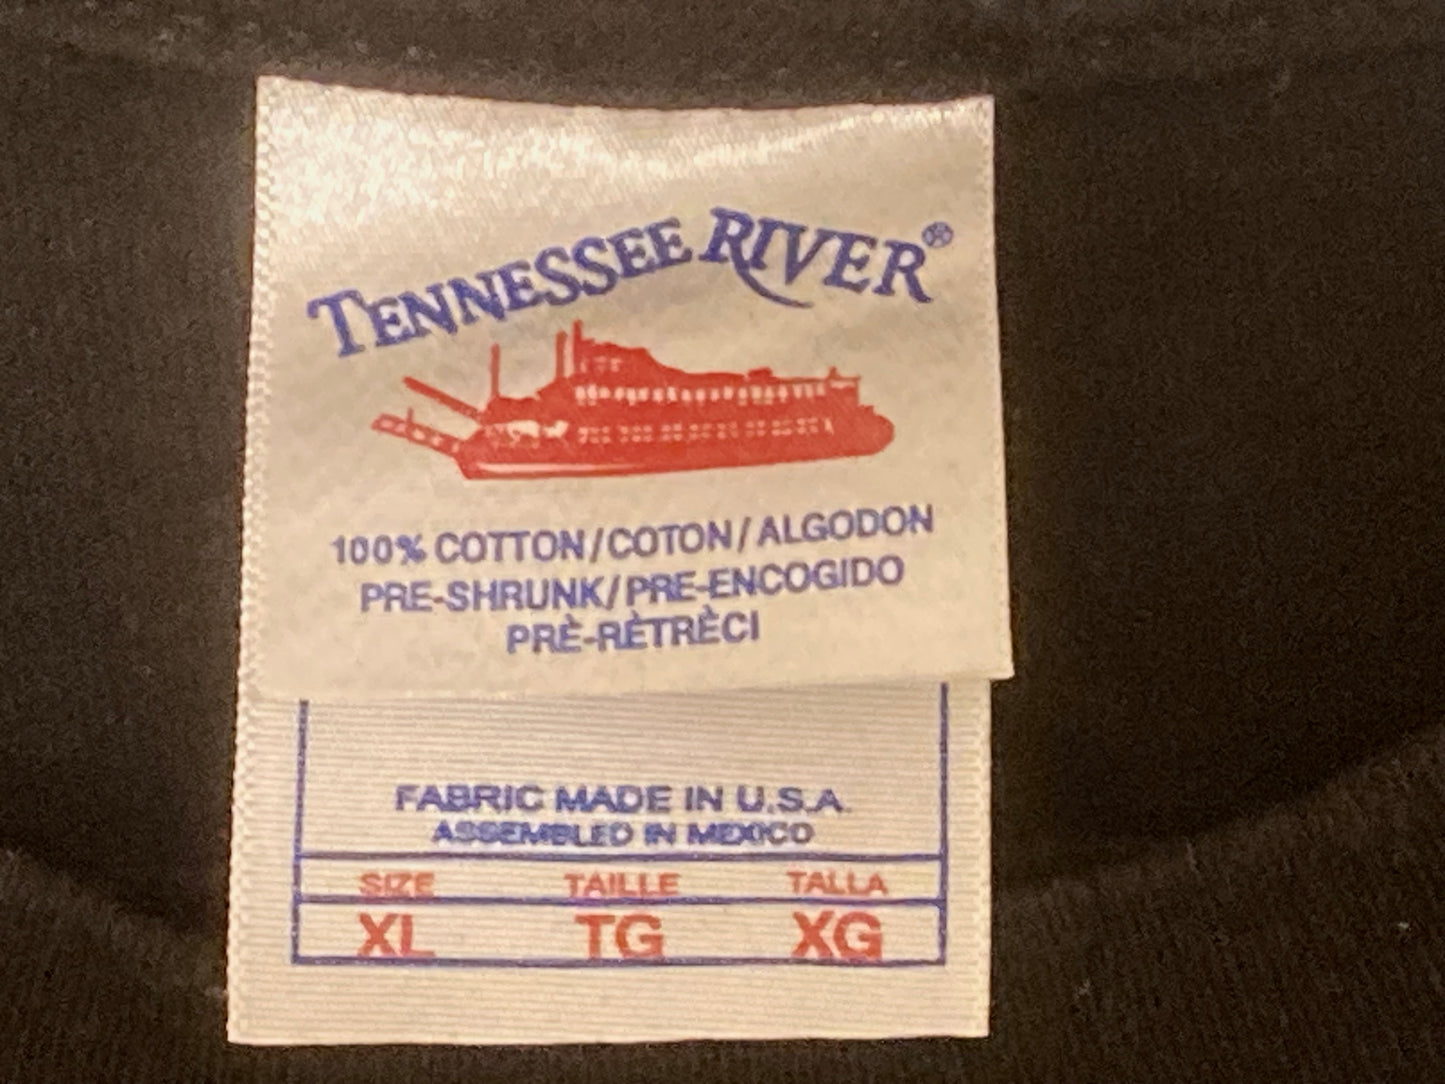 TENNESSEE RIVER®
100% COTTON/COTON/ALGODON
PRE-SHRUNK/PRE-ENCOGIDO
PRÈ-RÈTRÈCI
FABRIC MADE IN U.S.A.
ASSEMBLED IN MEXICO
SIZE TAILLE TALLA
XL TG XG